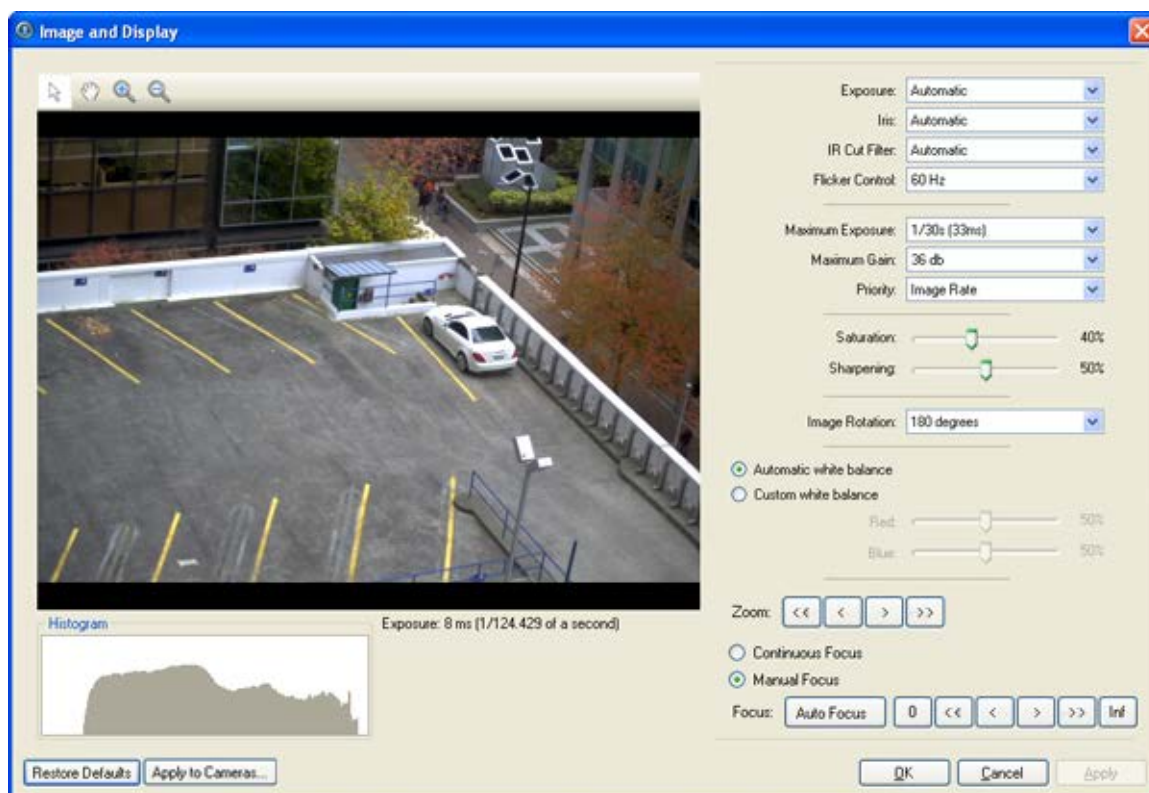 Image and Display
Exposure: Automatic
Iris: Automatic
IR Cut Filter: Automatic
Flicker Control: 60 Hz
Maximum Exposure: 1/30s (33ms)
Maximum Gain: 36 db
Priority: Image Rate
Saturation: 40%
Sharpening: 50%
Image Rotation: 180 degrees
Automatic white balance
Custom white balance
Red: 50%
Blue: 50%
Zoom: << < > >>
Continuous Focus
Manual Focus
Focus: Auto Focus 0 << < > >> Inf
Histogram
Exposure: 8 ms (1/124.429 of a second)
Restore Defaults Apply to Cameras... OK Cancel Apply